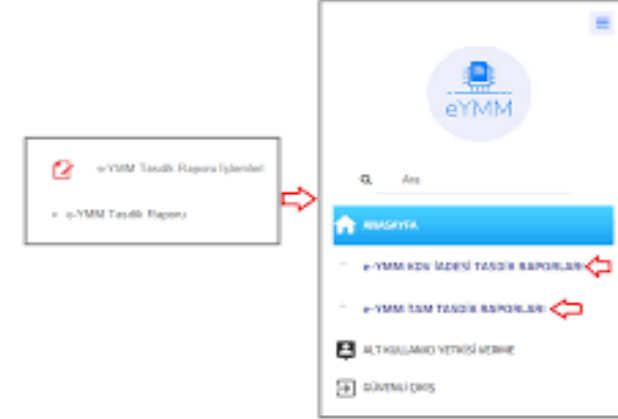 e-YMM Tasdik Raporu İşlemleri
e-YMM Tasdik Raporu
eYMM
Ara
ANASAYFA
e-YMM KDV İADESİ TASDİK RAPORLARI
e-YMM TAM TASDİK RAPORLARI
ALT KULLANICI YETKİSİ VERME
GÜVENLİ ÇIKIŞ